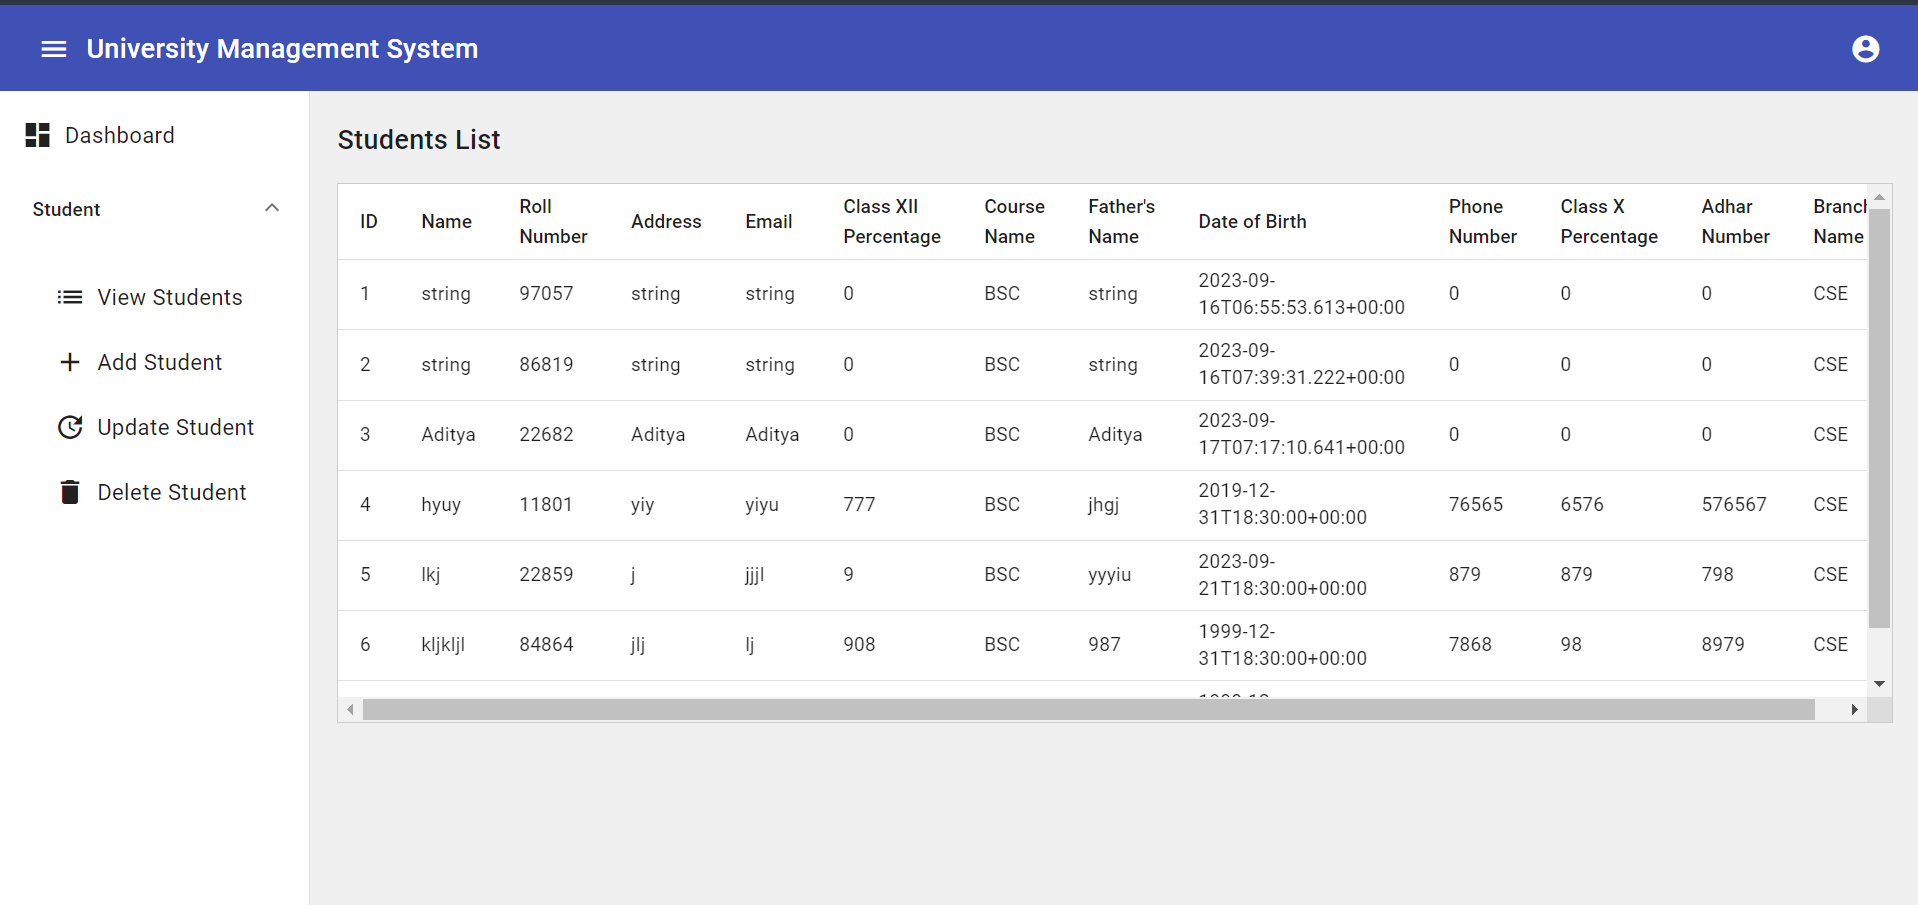 University Management System
Dashboard
Student
View Students
Add Student
Update Student
Delete Student
Students List
ID Name Roll Number Address Email Class XII Percentage Course Name Father's Name Date of Birth Phone Number Class X Percentage Adhar Number Branch Name
1 string 97057 string string 0 BSC string 2023-09-16T06:55:53.613+00:00 0 0 0 CSE
2 string 86819 string string 0 BSC string 2023-09-16T07:39:31.222+00:00 0 0 0 CSE
3 Aditya 22682 Aditya Aditya 0 BSC Aditya 2023-09-17T07:17:10.641+00:00 0 0 0 CSE
4 hyuy 11801 yiy yiyu 777 BSC jhgj 2019-12-31T18:30:00+00:00 76565 6576 576567 CSE
5 lkj 22859 j jjjl 9 BSC yyyiu 2023-09-21T18:30:00+00:00 879 879 798 CSE
6 kljkljl 84864 jlj lj 908 BSC 987 1999-12-31T18:30:00+00:00 7868 98 8979 CSE